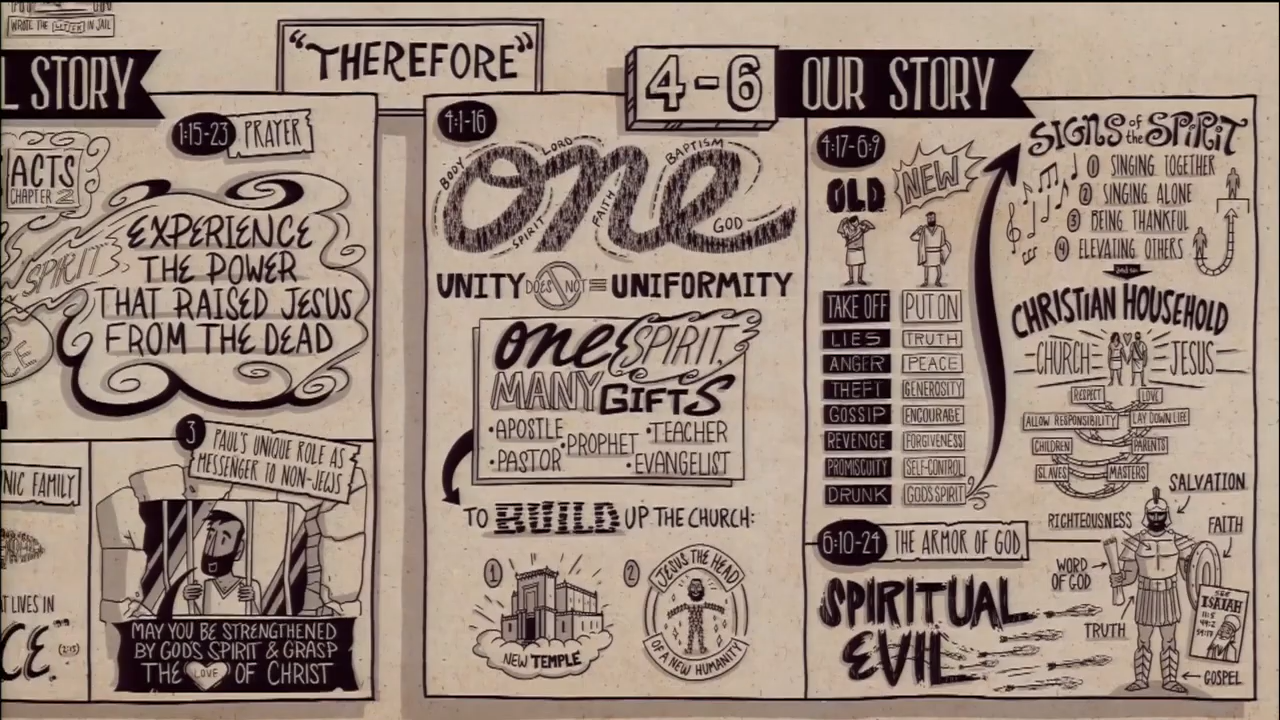 WROTE THE LETTER IN JAIL
STORY
"THEREFORE"
4-6
OUR STORY
1:15-23
PRAYER
ACTS
CHAPTER 2
SPIRIT
EXPERIENCE
THE POWER
THAT RAISED JESUS
FROM THE DEAD
3
PAUL'S UNIQUE ROLE AS
MESSENGER TO NON-JEWS
FAMILY
LIVES IN
MAY YOU BE STRENGTHENED
BY GOD'S SPIRIT & GRASP
THE LOVE OF CHRIST
4:1-16
one
BODY
LORD
BAPTISM
SPIRIT
FAITH
GOD
UNITY DOES NOT = UNIFORMITY
one SPIRIT,
MANY GIFTS
•APOSTLE
•PROPHET
•TEACHER
•PASTOR
•EVANGELIST
TO BUILD UP THE CHURCH:
1
NEW TEMPLE
2
JESUS THE HEAD
OF A NEW HUMANITY
4:17-6:9
OLD
NEW
TAKE OFF
PUT ON
LIES
TRUTH
ANGER
PEACE
THEFT
GENEROSITY
GOSSIP
ENCOURAGE
REVENGE
FORGIVENESS
PROMISCUITY
SELF-CONTROL
DRUNK
GOD'S SPIRIT
SIGNS of the SPIRIT
1 SINGING TOGETHER
2 SINGING ALONE
3 BEING THANKFUL
4 ELEVATING OTHERS
CHRISTIAN HOUSEHOLD
CHURCH
JESUS
RESPECT
LOVE
ALLOW RESPONSIBILITY
LAY DOWN LIFE
CHILDREN
PARENTS
SLAVES
MASTERS
6:10-24
THE ARMOR OF GOD
SPIRITUAL
EVIL
SALVATION
RIGHTEOUSNESS
FAITH
WORD
OF GOD
TRUTH
SEE
ISAIAH
11:5
GOSPEL